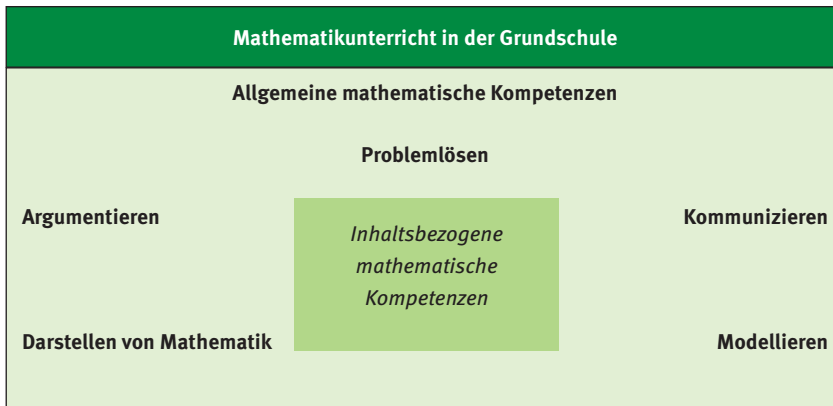 Mathematikunterricht in der Grundschule
Allgemeine mathematische Kompetenzen
Problemlösen
Argumentieren
Kommunizieren
Inhaltsbezogene
mathematische
Kompetenzen
Darstellen von Mathematik
Modellieren